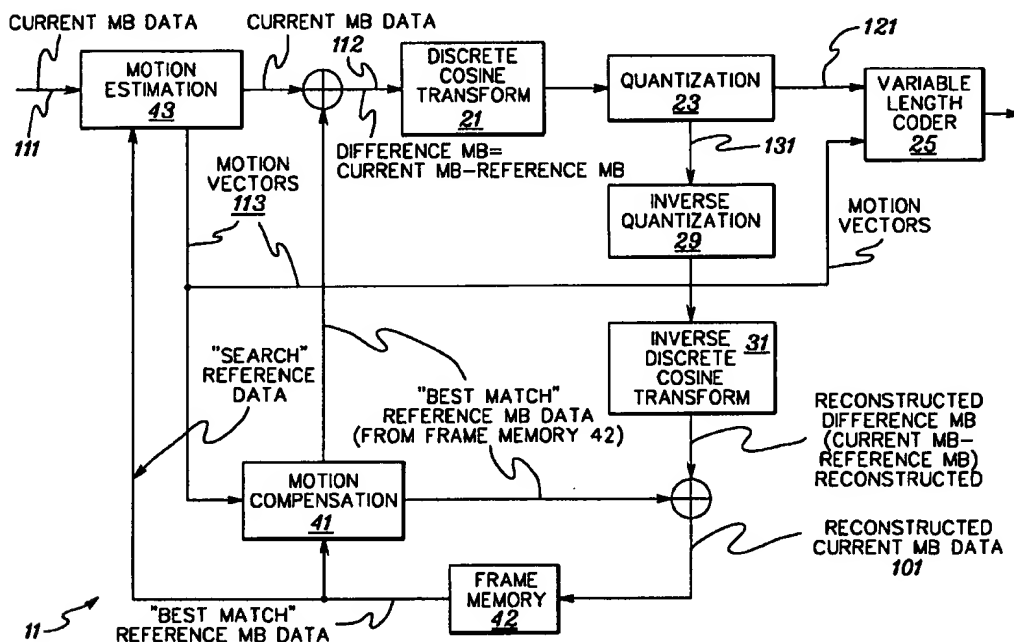 CURRENT MB DATA
111
MOTION
ESTIMATION
43
CURRENT MB DATA
112
DISCRETE
COSINE
TRANSFORM
21
DIFFERENCE MB=
CURRENT MB-REFERENCE MB
QUANTIZATION
23
121
VARIABLE
LENGTH
CODER
25
131
MOTION
VECTORS
113
INVERSE
QUANTIZATION
29
MOTION
VECTORS
INVERSE 31
DISCRETE
COSINE
TRANSFORM
"SEARCH"
REFERENCE
DATA
"BEST MATCH"
REFERENCE MB DATA
(FROM FRAME MEMORY 42)
RECONSTRUCTED
DIFFERENCE MB
(CURRENT MB-
REFERENCE MB)
RECONSTRUCTED
MOTION
COMPENSATION
41
RECONSTRUCTED
CURRENT MB DATA
101
FRAME
MEMORY
42
11
"BEST MATCH"
REFERENCE MB DATA